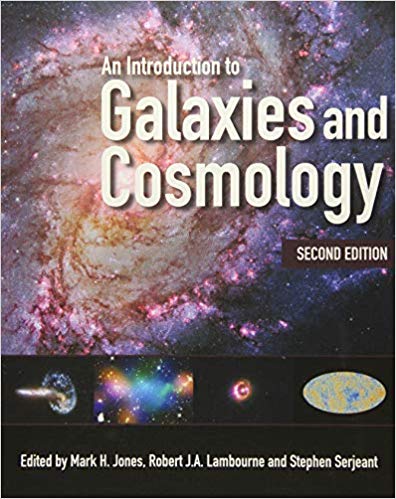 An Introduction to
Galaxies and
Cosmology
SECOND EDITION
Edited by Mark H. Jones, Robert J.A. Lambourne and Stephen Serjeant